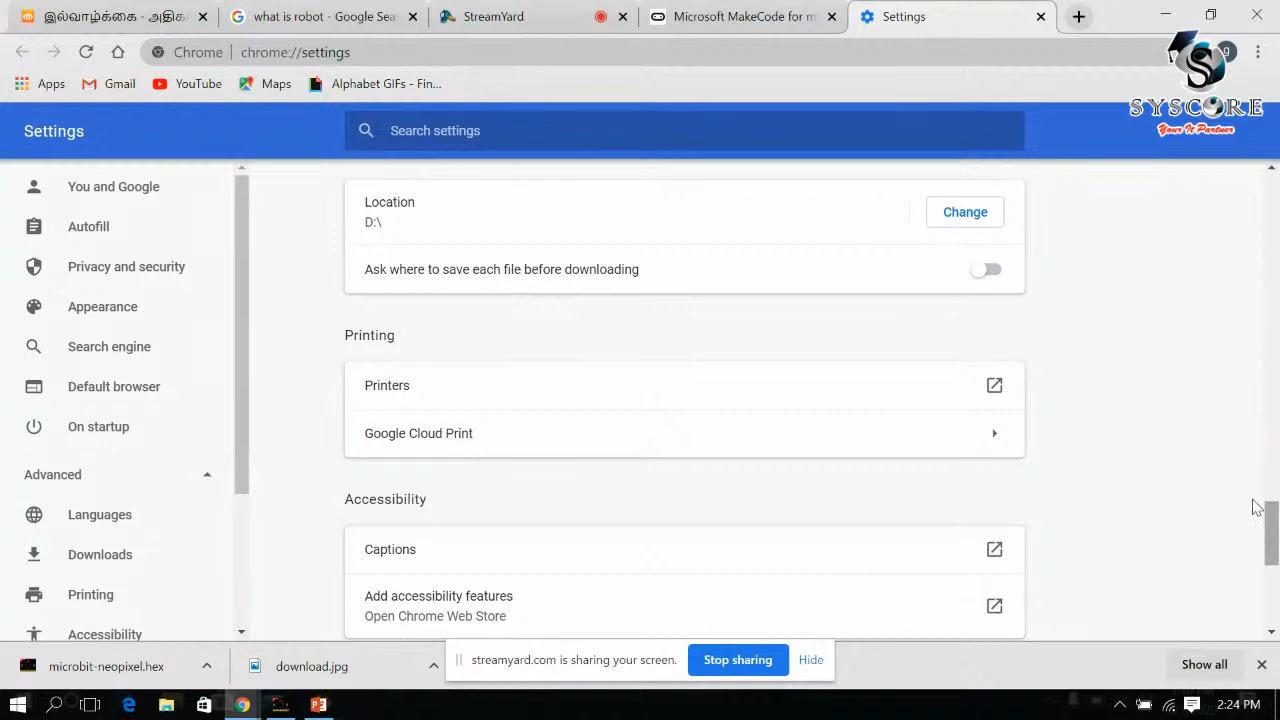 இலங்கையின் அதிகம்
what is robot - Google Sea
StreamYard
Microsoft MakeCode for m
Settings
Chrome | chrome://settings
Apps
Gmail
YouTube
Maps
Alphabet GIFs - Fin...
g
S
SYSCORE
Your It Partner
Settings
Search settings
You and Google
Autofill
Privacy and security
Appearance
Search engine
Default browser
On startup
Advanced
Languages
Downloads
Printing
Accessibility
Location
D:\
Change
Ask where to save each file before downloading
Printing
Printers
Google Cloud Print
Accessibility
Captions
Add accessibility features
Open Chrome Web Store
microbit-neopixel.hex
download.jpg
streamyard.com is sharing your screen.
Stop sharing
Hide
Show all
2:24 PM